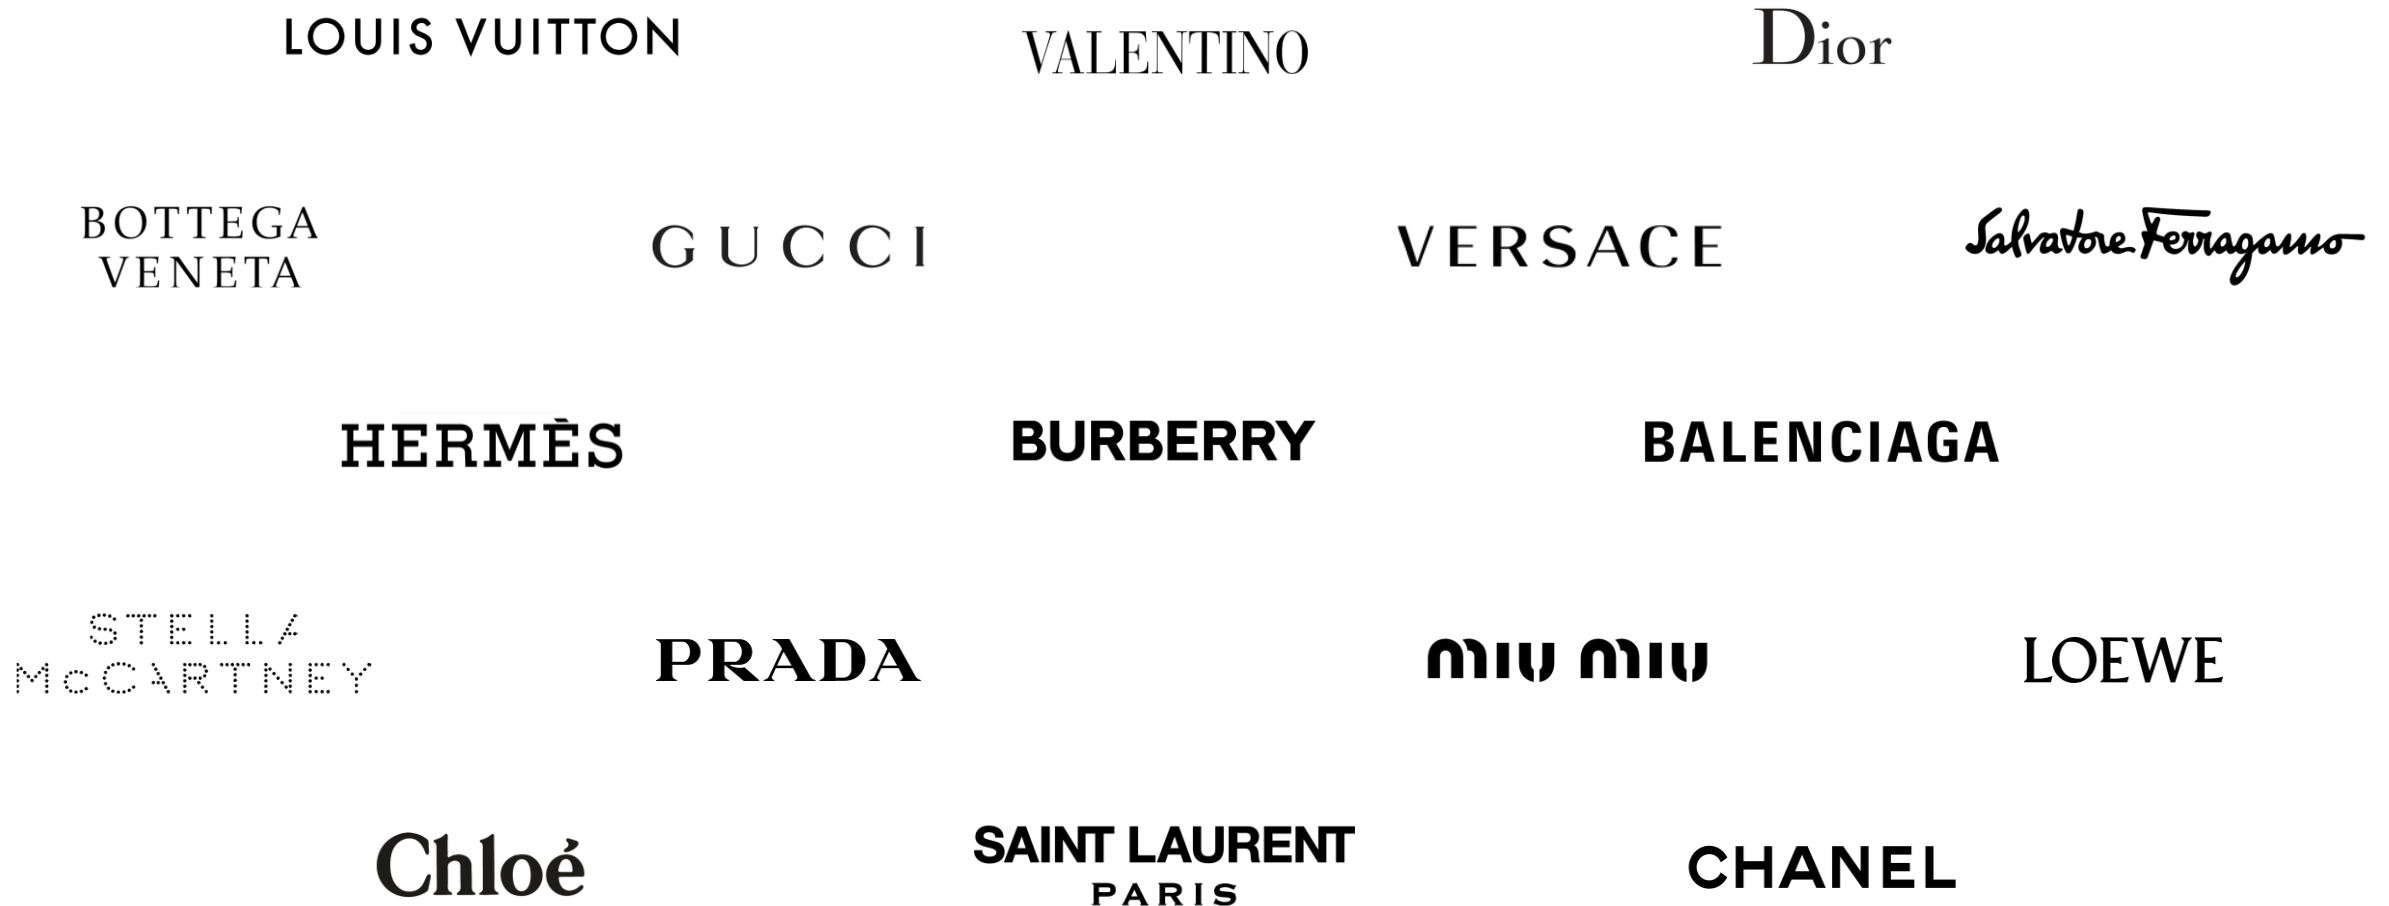 LOUIS VUITTON
VALENTINO
Dior
BOTTEGA
VENETA
GUCCI
VERSACE
Salvatore Ferragamo
HERMÈS
BURBERRY
BALENCIAGA
STELLA
McCARTNEY
PRADA
miu miu
LOEWE
Chloé
SAINT LAURENT
PARIS
CHANEL